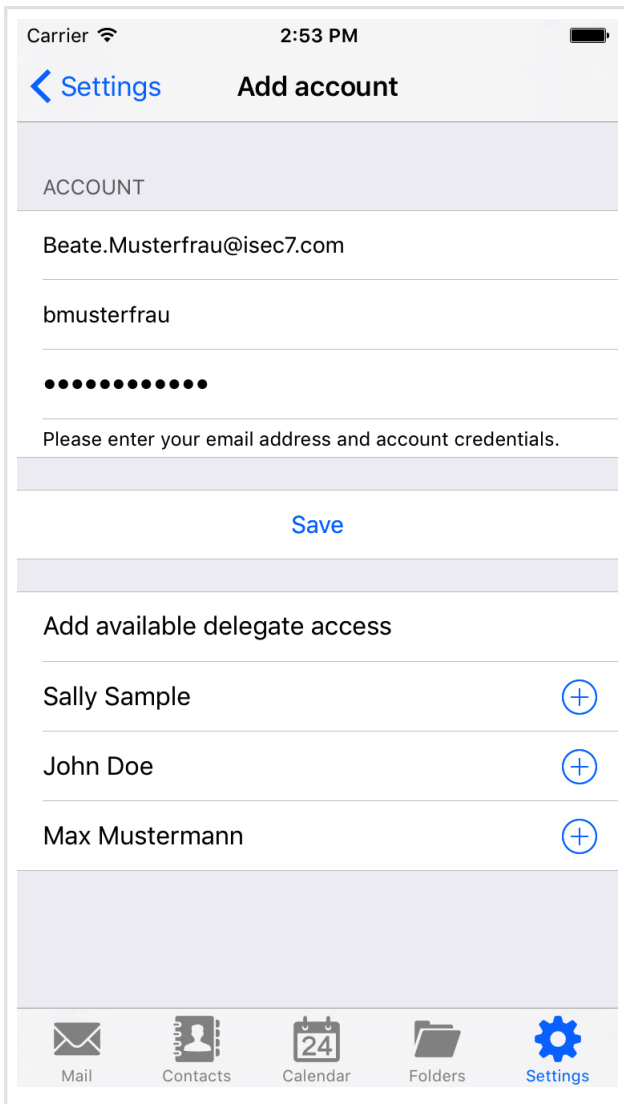 Carrier 2:53 PM
Settings Add account
ACCOUNT
Beate.Musterfrau@isec7.com
bmusterfrau
••••••••••••
Please enter your email address and account credentials.
Save
Add available delegate access
Sally Sample
John Doe
Max Mustermann
24
Mail Contacts Calendar Folders Settings